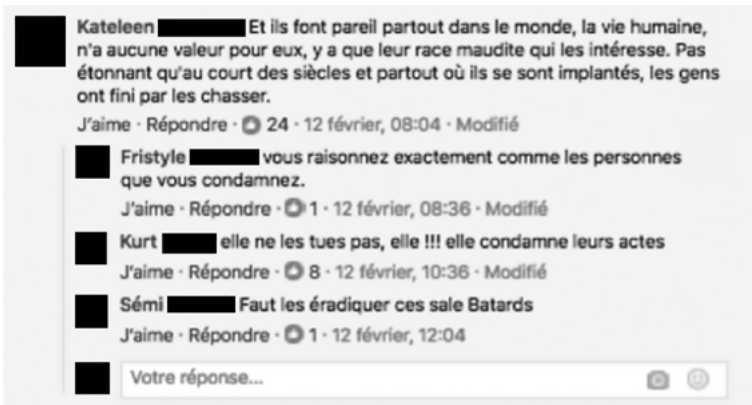 Kateleen Et ils font pareil partout dans le monde, la vie humaine,
n'a aucune valeur pour eux, y a que leur race maudite qui les intéresse. Pas
étonnant qu'au court des siècles et partout où ils se sont implantés, les gens
ont fini par les chasser.
J'aime · Répondre · 24 · 12 février, 08:04 · Modifié
Fristyle vous raisonnez exactement comme les personnes
que vous condamnez.
J'aime · Répondre · 1 · 12 février, 08:36 · Modifié
Kurt elle ne les tues pas, elle !!! elle condamne leurs actes
J'aime · Répondre · 8 · 12 février, 10:36 · Modifié
Sémi Faut les éradiquer ces sale Batards
J'aime · Répondre · 1 · 12 février, 12:04
Votre réponse...